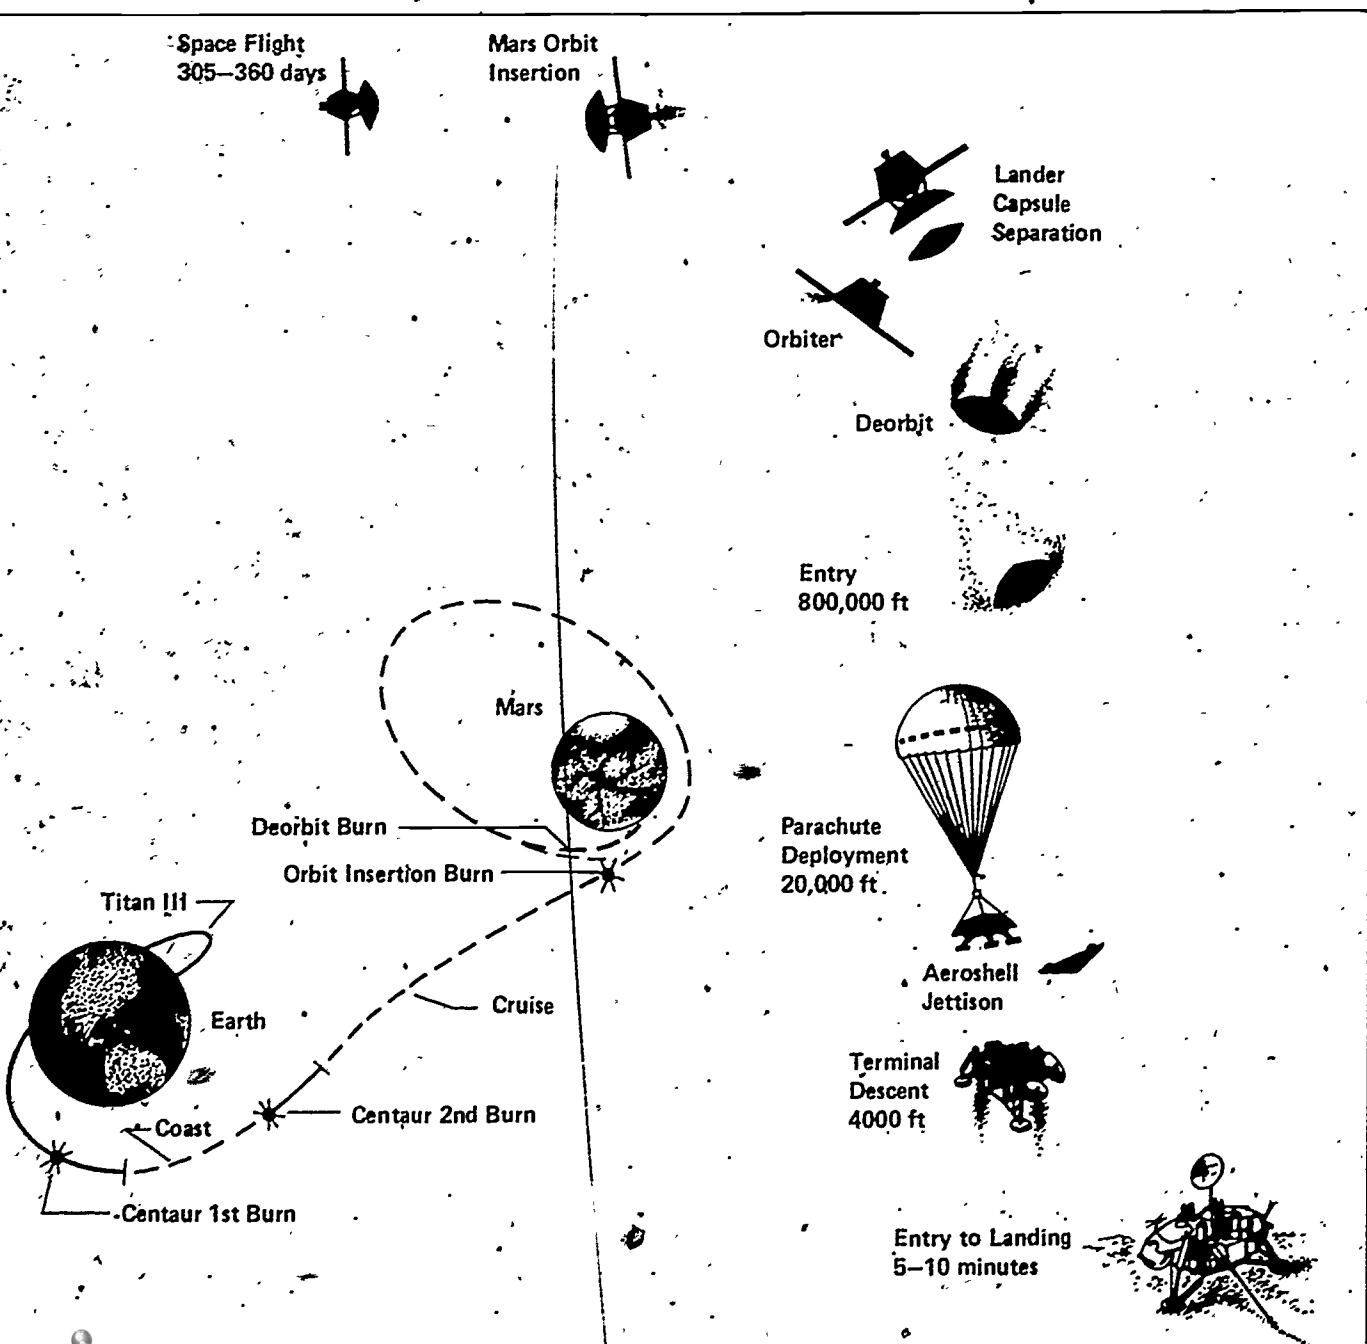 Space Flight
305–360 days
Mars Orbit
Insertion
Lander
Capsule
Separation
Orbiter
Deorbit
Entry
800,000 ft
Mars
Deorbit Burn
Orbit Insertion Burn
Parachute
Deployment
20,000 ft
Titan III
Aeroshell
Jettison
Cruise
Earth
Terminal
Descent
4000 ft
Centaur 2nd Burn
Coast
Centaur 1st Burn
Entry to Landing
5–10 minutes